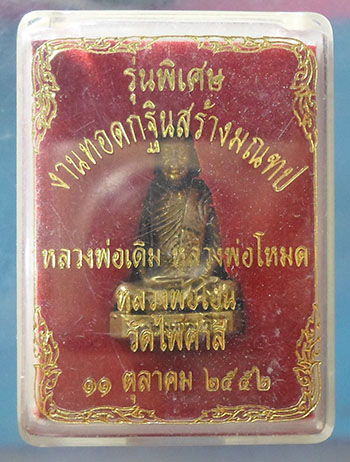 รุ่นพิเศษ
งานทอดกฐินสร้างมณฑป
หลวงพ่อเดิม หลวงพ่อโหมด
หลวงพ่อโอน
วัดไพศาลี
๑๑ ตุลาคม ๒๕๕๒